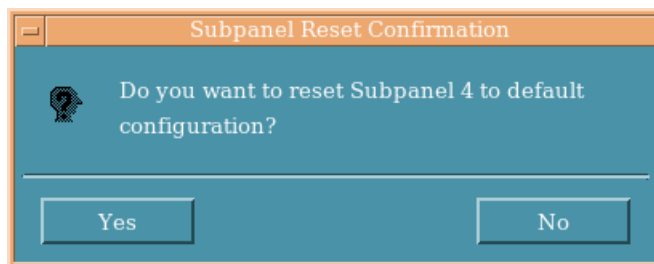 Subpanel Reset Confirmation
Do you want to reset Subpanel 4 to default
configuration?
Yes
No